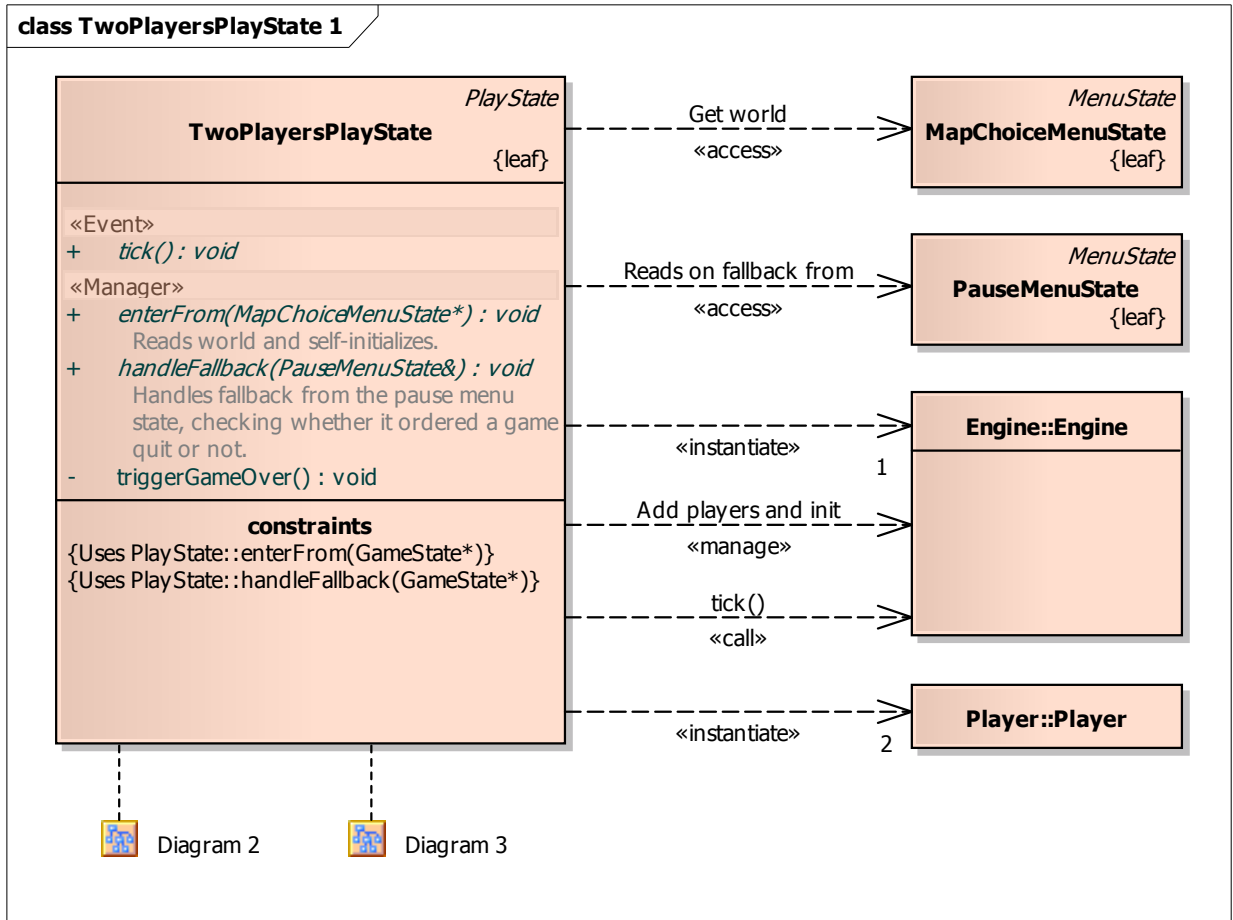 class TwoPlayersPlayState 1
PlayState
TwoPlayersPlayState
{leaf}
«Event»
+ tick() : void
«Manager»
+ enterFrom(MapChoiceMenuState*) : void
Reads world and self-initializes.
+ handleFallback(PauseMenuState&) : void
Handles fallback from the pause menu
state, checking whether it ordered a game
quit or not.
- triggerGameOver() : void
constraints
{Uses PlayState::enterFrom(GameState*)}
{Uses PlayState::handleFallback(GameState*)}
Get world
«access»
MenuState
MapChoiceMenuState
{leaf}
Reads on fallback from
«access»
MenuState
PauseMenuState
{leaf}
«instantiate»
1
Engine::Engine
Add players and init
«manage»
tick()
«call»
«instantiate»
2
Player::Player
Diagram 2
Diagram 3